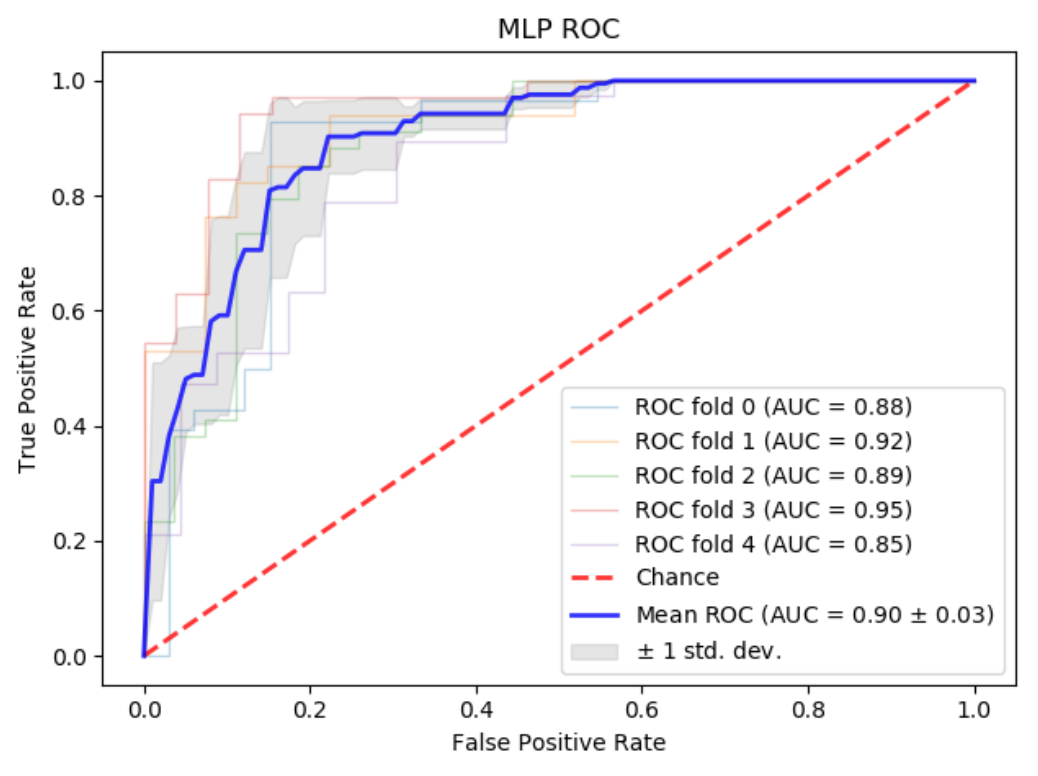 MLP ROC
1.0
0.8
0.6
0.4
0.2
0.0
True Positive Rate
ROC fold 0 (AUC = 0.88)
ROC fold 1 (AUC = 0.92)
ROC fold 2 (AUC = 0.89)
ROC fold 3 (AUC = 0.95)
ROC fold 4 (AUC = 0.85)
Chance
Mean ROC (AUC = 0.90 ± 0.03)
± 1 std. dev.
0.0 0.2 0.4 0.6 0.8 1.0
False Positive Rate